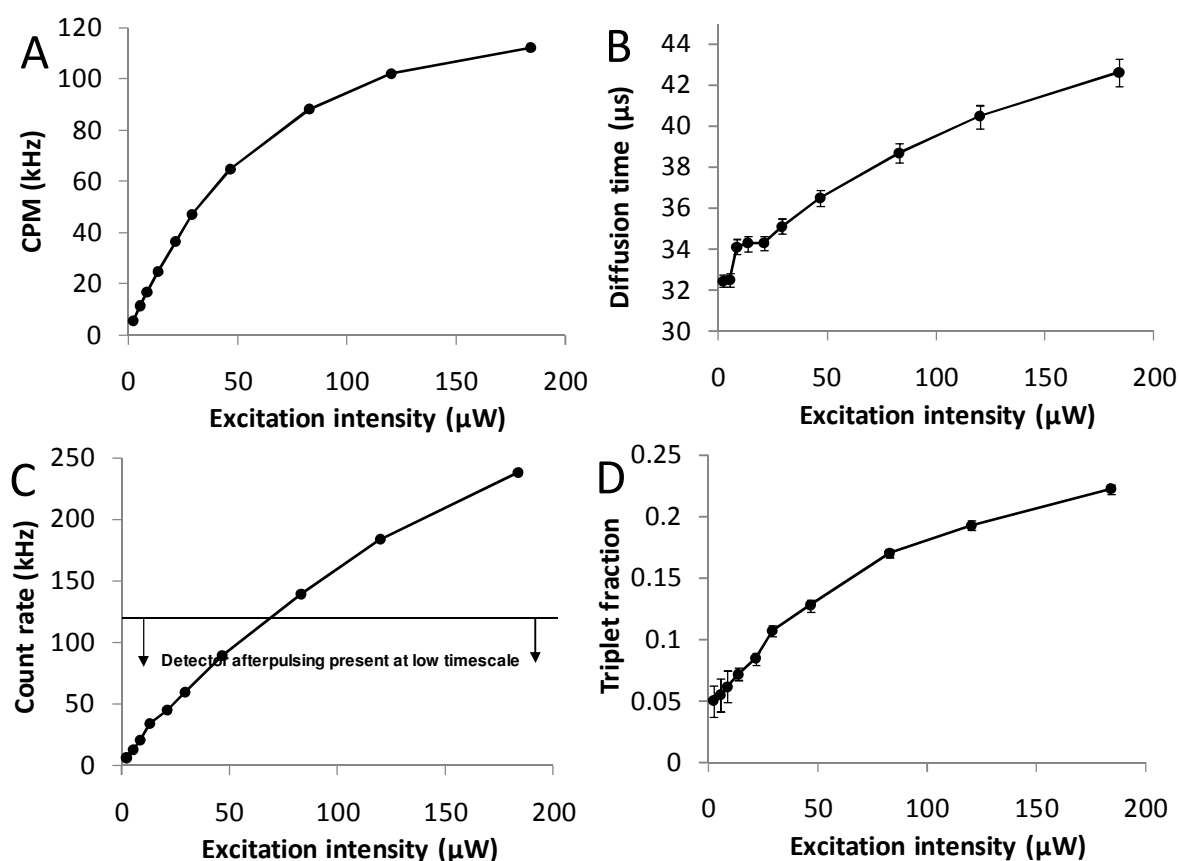 A
120
100
80
60
40
20
0
CPM (kHz)
0 50 100 150 200
Excitation intensity (µW)
B
44
42
40
38
36
34
32
30
Diffusion time (µs)
0 50 100 150 200
Excitation intensity (µW)
C
250
200
150
100
50
0
Count rate (kHz)
Detector afterpulsing present at low timescale
0 50 100 150 200
Excitation intensity (µW)
D
0.25
0.2
0.15
0.1
0.05
0
Triplet fraction
0 50 100 150 200
Excitation intensity (µW)